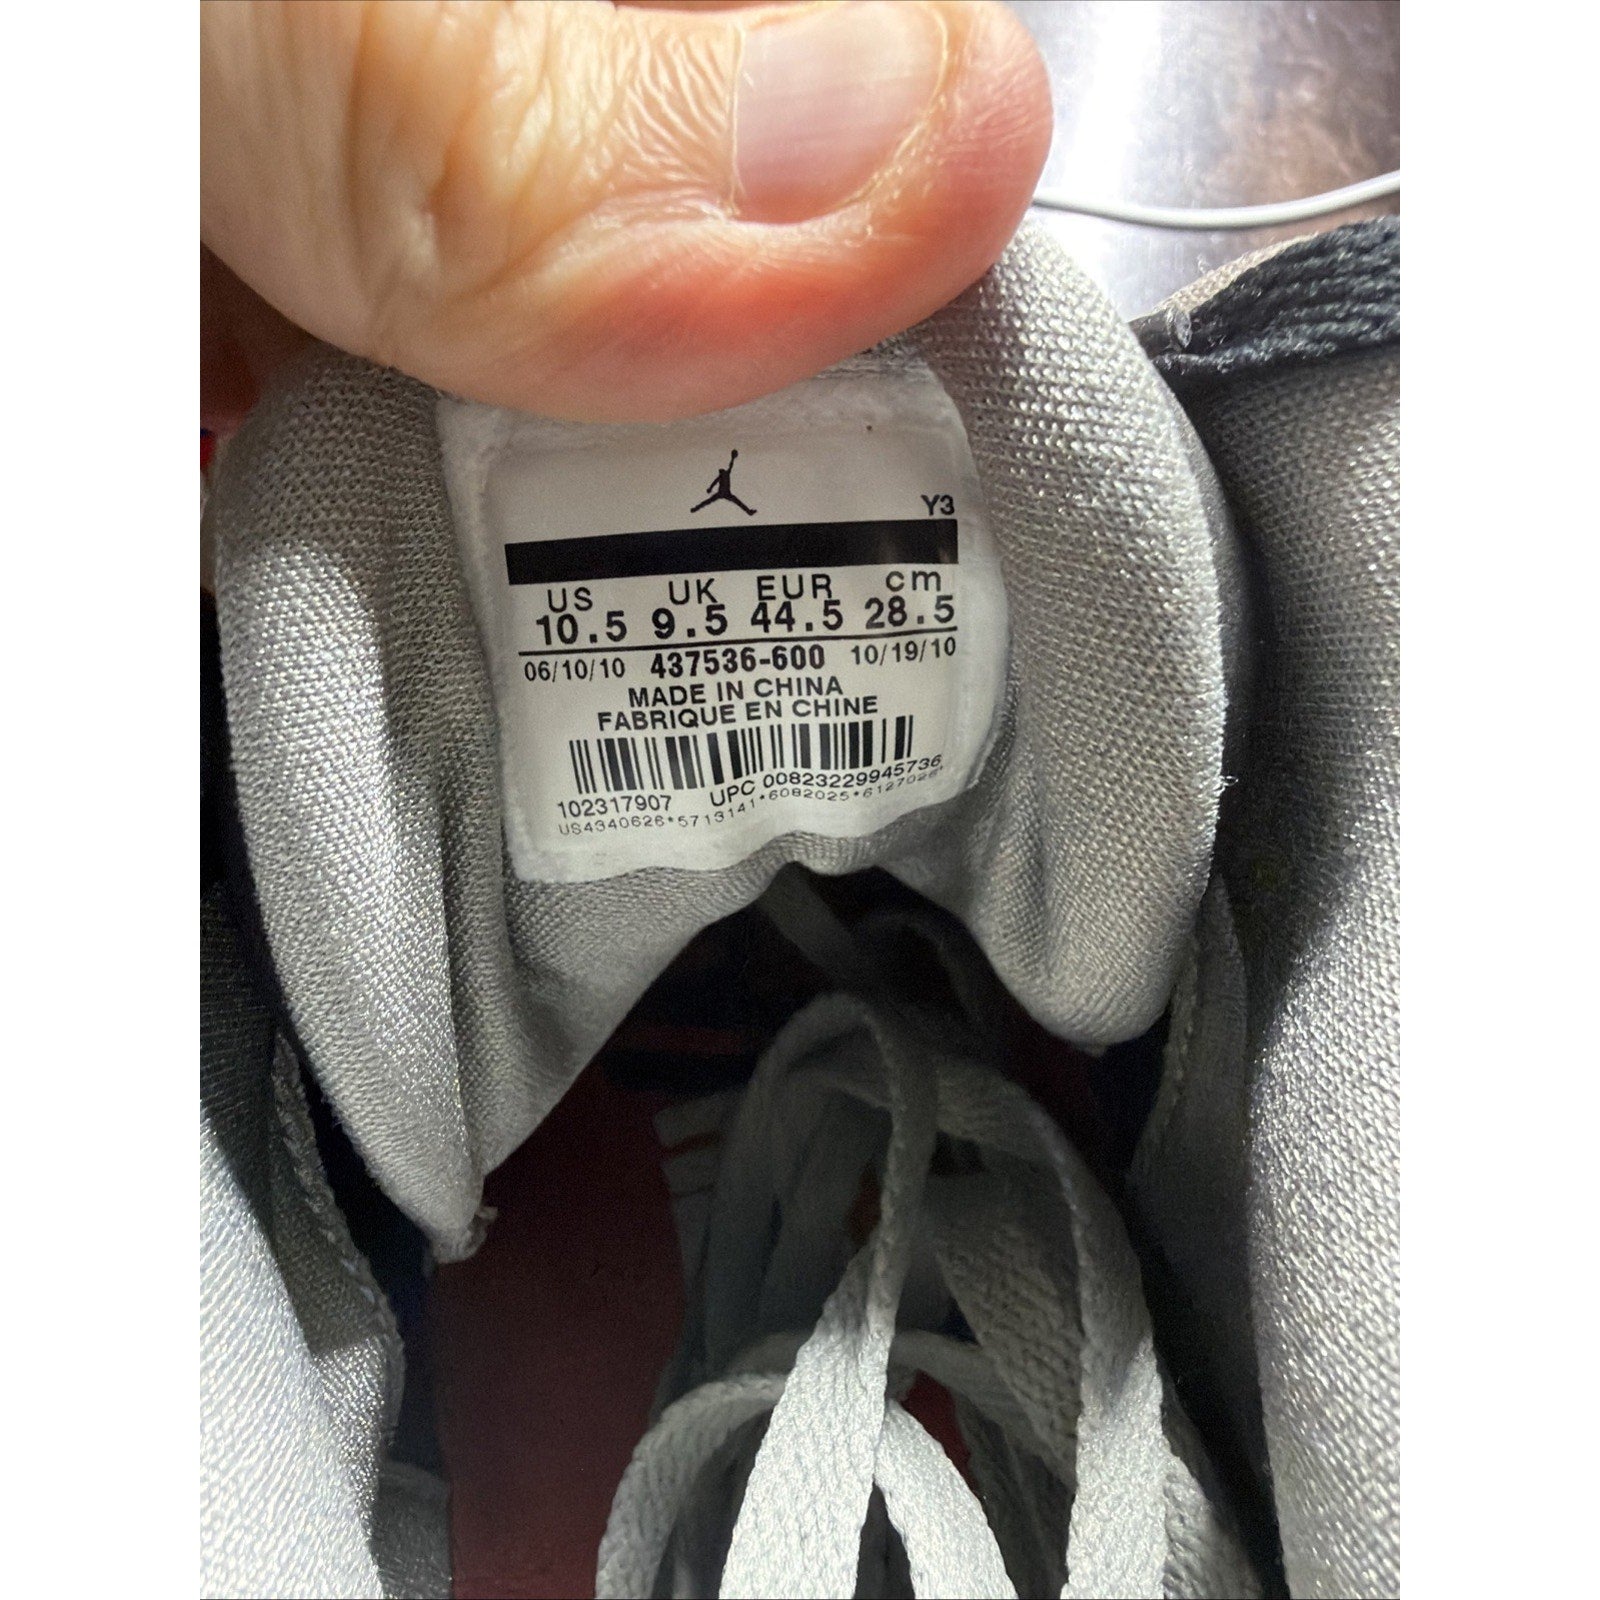 Y3
US UK EUR cm
10.5 9.5 44.5 28.5
06/10/10 437536-600 10/19/10
MADE IN CHINA
FABRIQUE EN CHINE
102317907 UPC 00823229945736
US4340626*5713141*6082025*6127026*